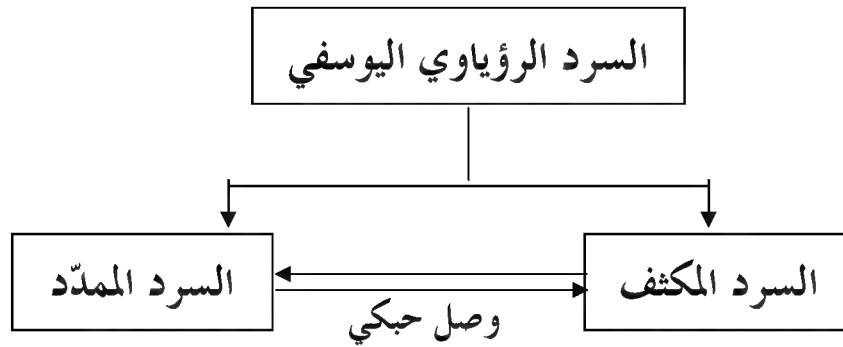 السرد الرؤياوي اليوسفي
السرد المكثف
السرد الممدّد
وصل حبكي